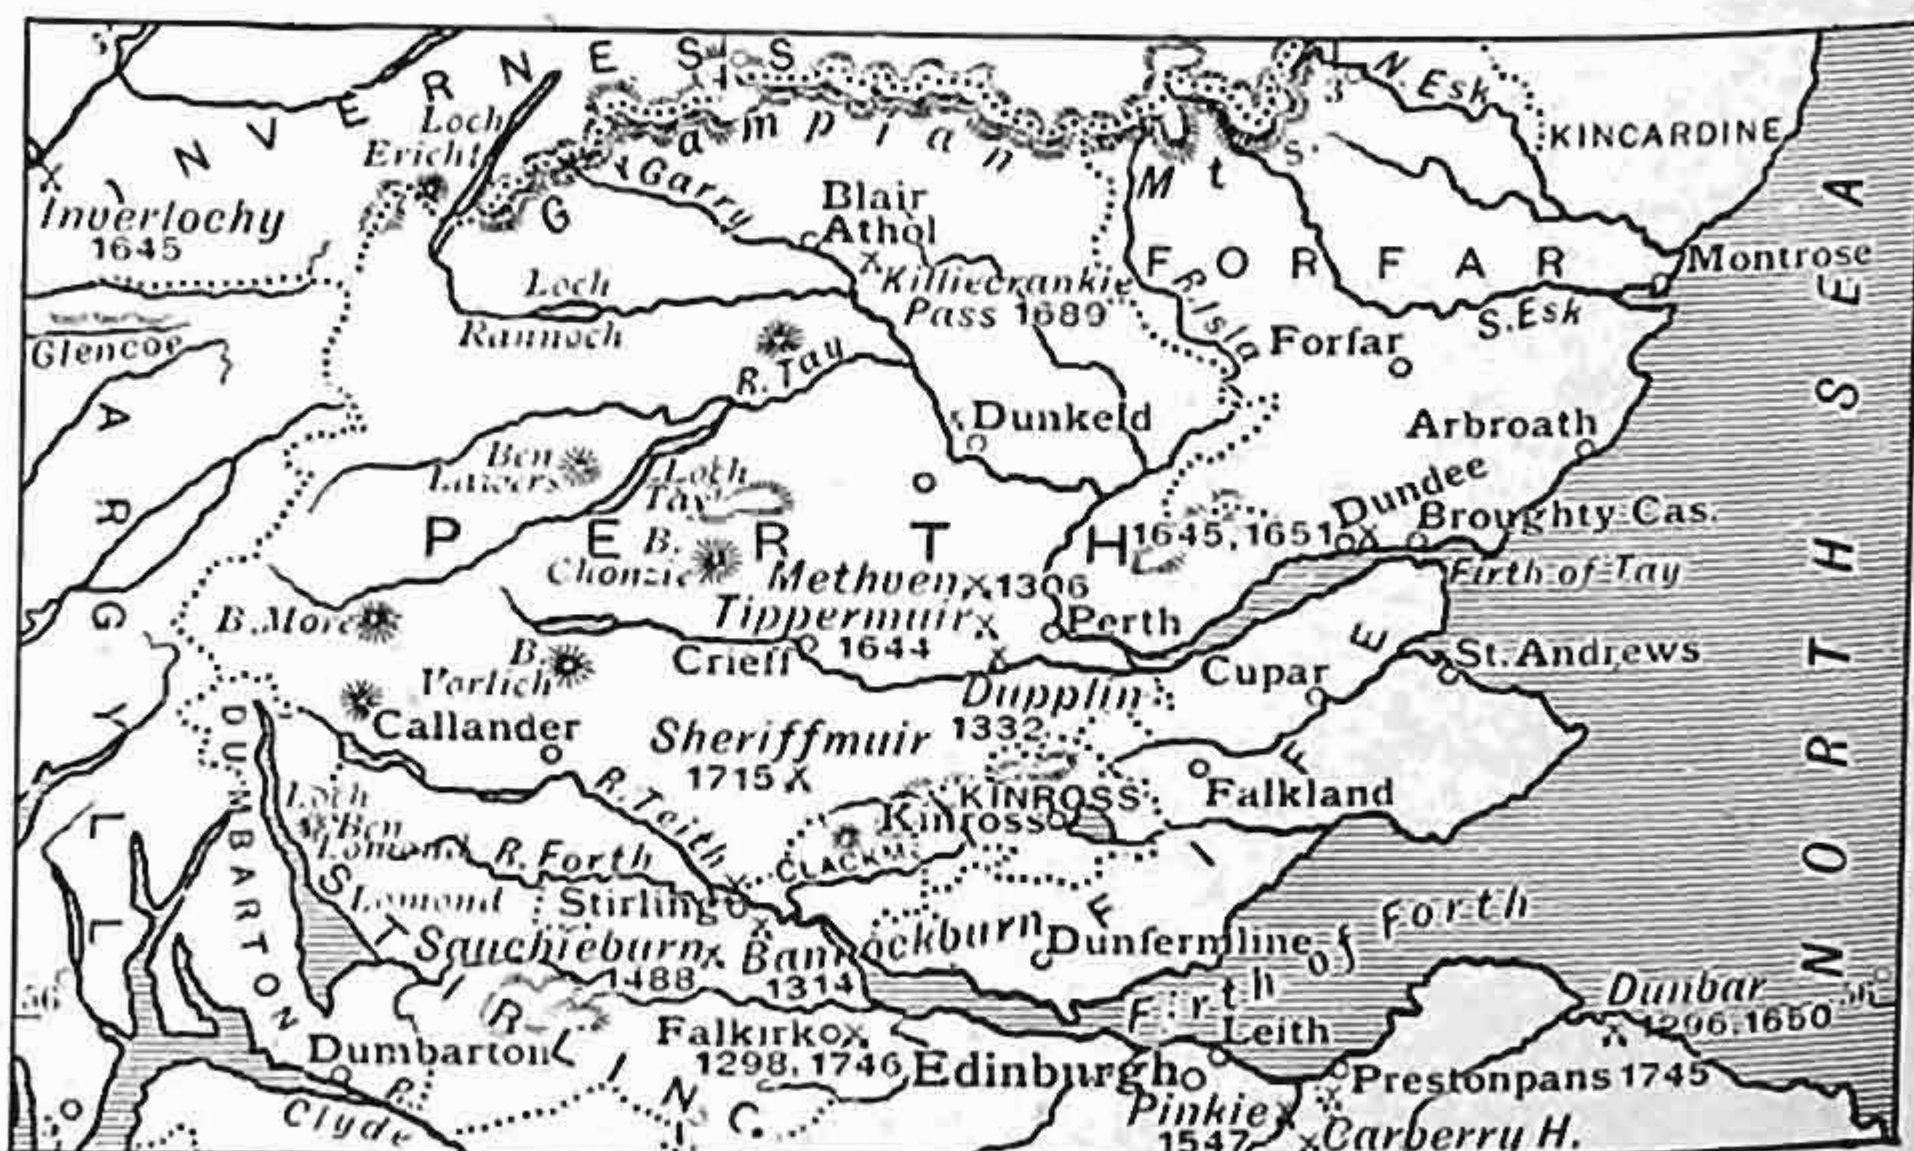 INVERNESS
N. Esk
KINCARDINE
Loch
Ericht
Grampian
Mts.
Garry
Blair
Athol
Inverlochy
1645
FORFAR
Montrose
Killiecrankie
Pass 1689
R. Isla
Loch
Rannoch
S. Esk
Glencoe
Forfar
R. Tay
Dunkeld
Arbroath
Ben
Lawers
Loch
Tay
Dundee
1645, 1651
Broughty Cas.
PERTH
Firth of Tay
B.
Chonzie
Methven 1306
Tippermuir
1644
Perth
B. More
B.
Vorlich
Crieff
Dupplin
1332
Cupar
St. Andrews
Callander
Sheriffmuir
1715
R. Teith
KINROSS
Kinross
Falkland
CLACKM.
FIFE
ARGYLL
DUMBARTON
Loch
Ben
Lomond
Lomond
R. Forth
Stirling
Sauchieburn
1488
Bannockburn
1314
Dunfermline
Firth of Forth
STIRLING
56
Dunbar
1296, 1650
56
Falkirk
1298, 1746
Leith
Edinburgh
Dumbarton
R.
Clyde
Prestonpans 1745
Pinkie
1547
Carberry H.
NORTH SEA